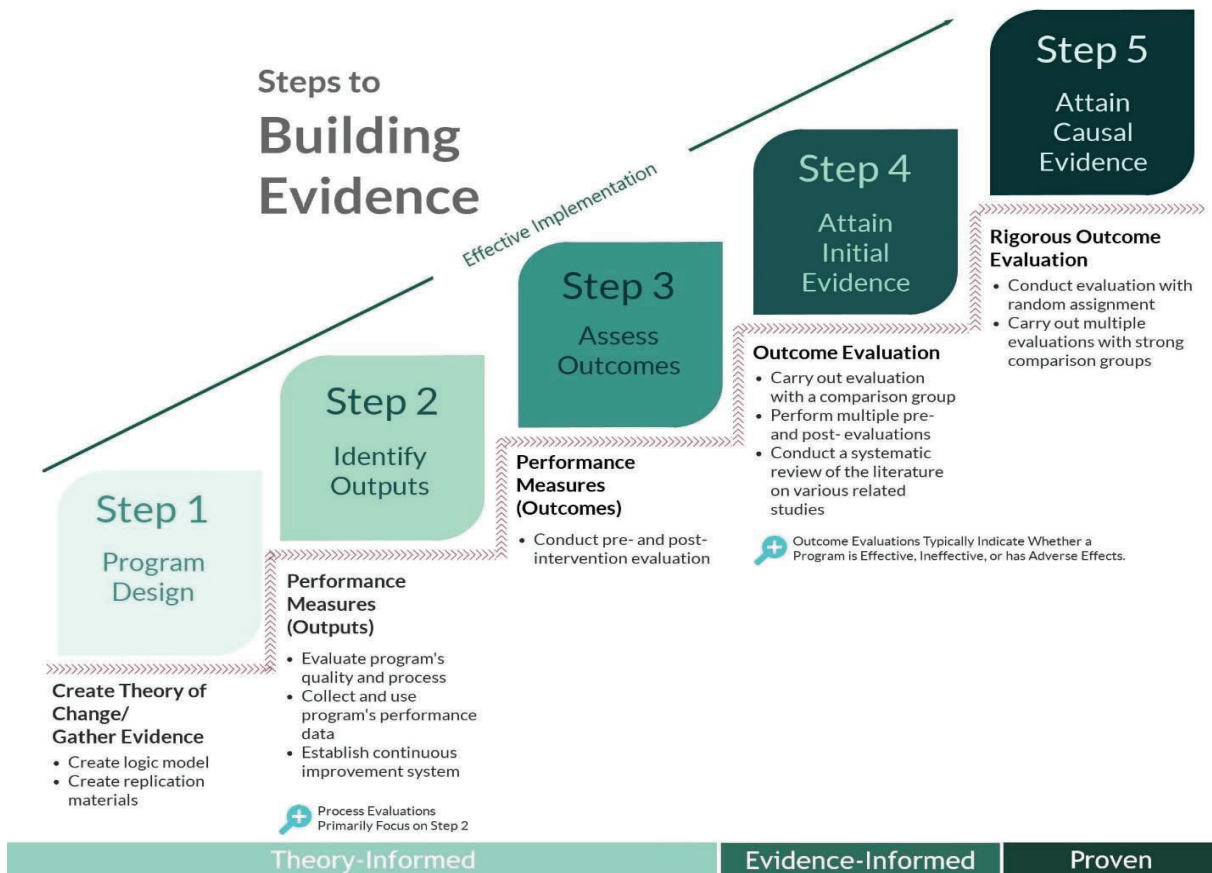 Steps to
Building
Evidence
Effective Implementation
Step 1
Program
Design
Create Theory of
Change/
Gather Evidence
• Create logic model
• Create replication
materials
Step 2
Identify
Outputs
Performance
Measures
(Outputs)
• Evaluate program's
quality and process
• Collect and use
program's performance
data
• Establish continuous
improvement system
Process Evaluations
Primarily Focus on Step 2
Step 3
Assess
Outcomes
Performance
Measures
(Outcomes)
• Conduct pre- and post-
intervention evaluation
Step 4
Attain
Initial
Evidence
Outcome Evaluation
• Carry out evaluation
with a comparison group
• Perform multiple pre-
and post- evaluations
• Conduct a systematic
review of the literature
on various related
studies
Outcome Evaluations Typically Indicate Whether a
Program is Effective, Ineffective, or has Adverse Effects.
Step 5
Attain
Causal
Evidence
Rigorous Outcome
Evaluation
• Conduct evaluation with
random assignment
• Carry out multiple
evaluations with strong
comparison groups
Theory-Informed
Evidence-Informed
Proven